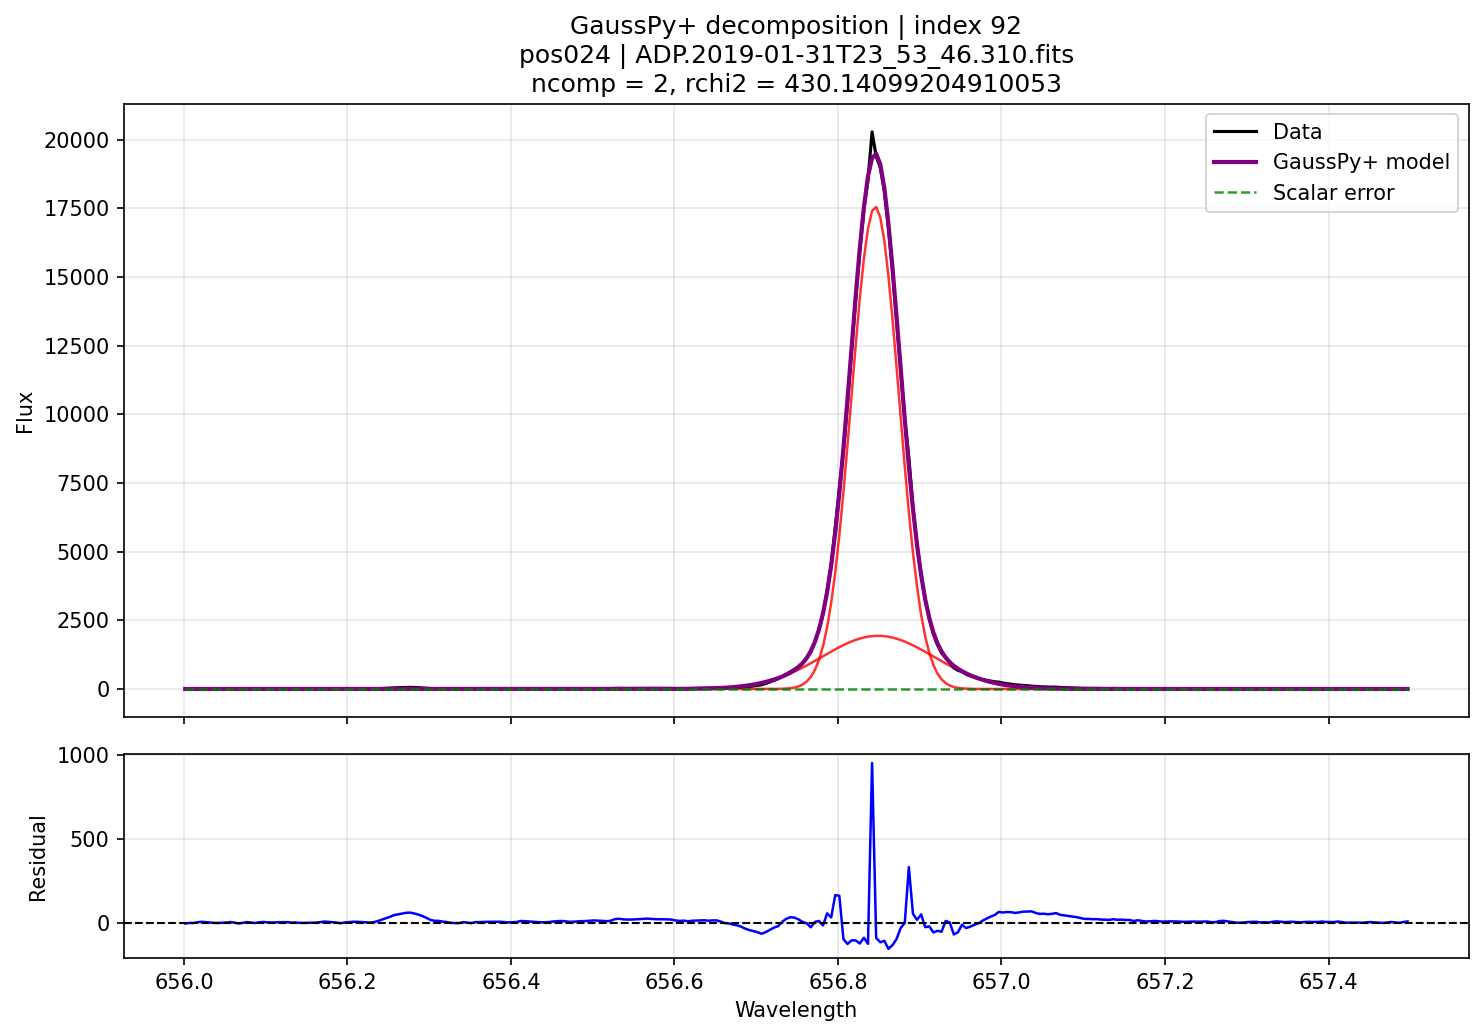 GaussPy+ decomposition | index 92
pos024 | ADP.2019-01-31T23_53_46.310.fits
ncomp = 2, rchi2 = 430.14099204910053
Data
GaussPy+ model
Scalar error
20000
17500
15000
12500
10000
7500
5000
2500
0
Flux
1000
500
0
Residual
656.0
656.2
656.4
656.6
656.8
657.0
657.2
657.4
Wavelength